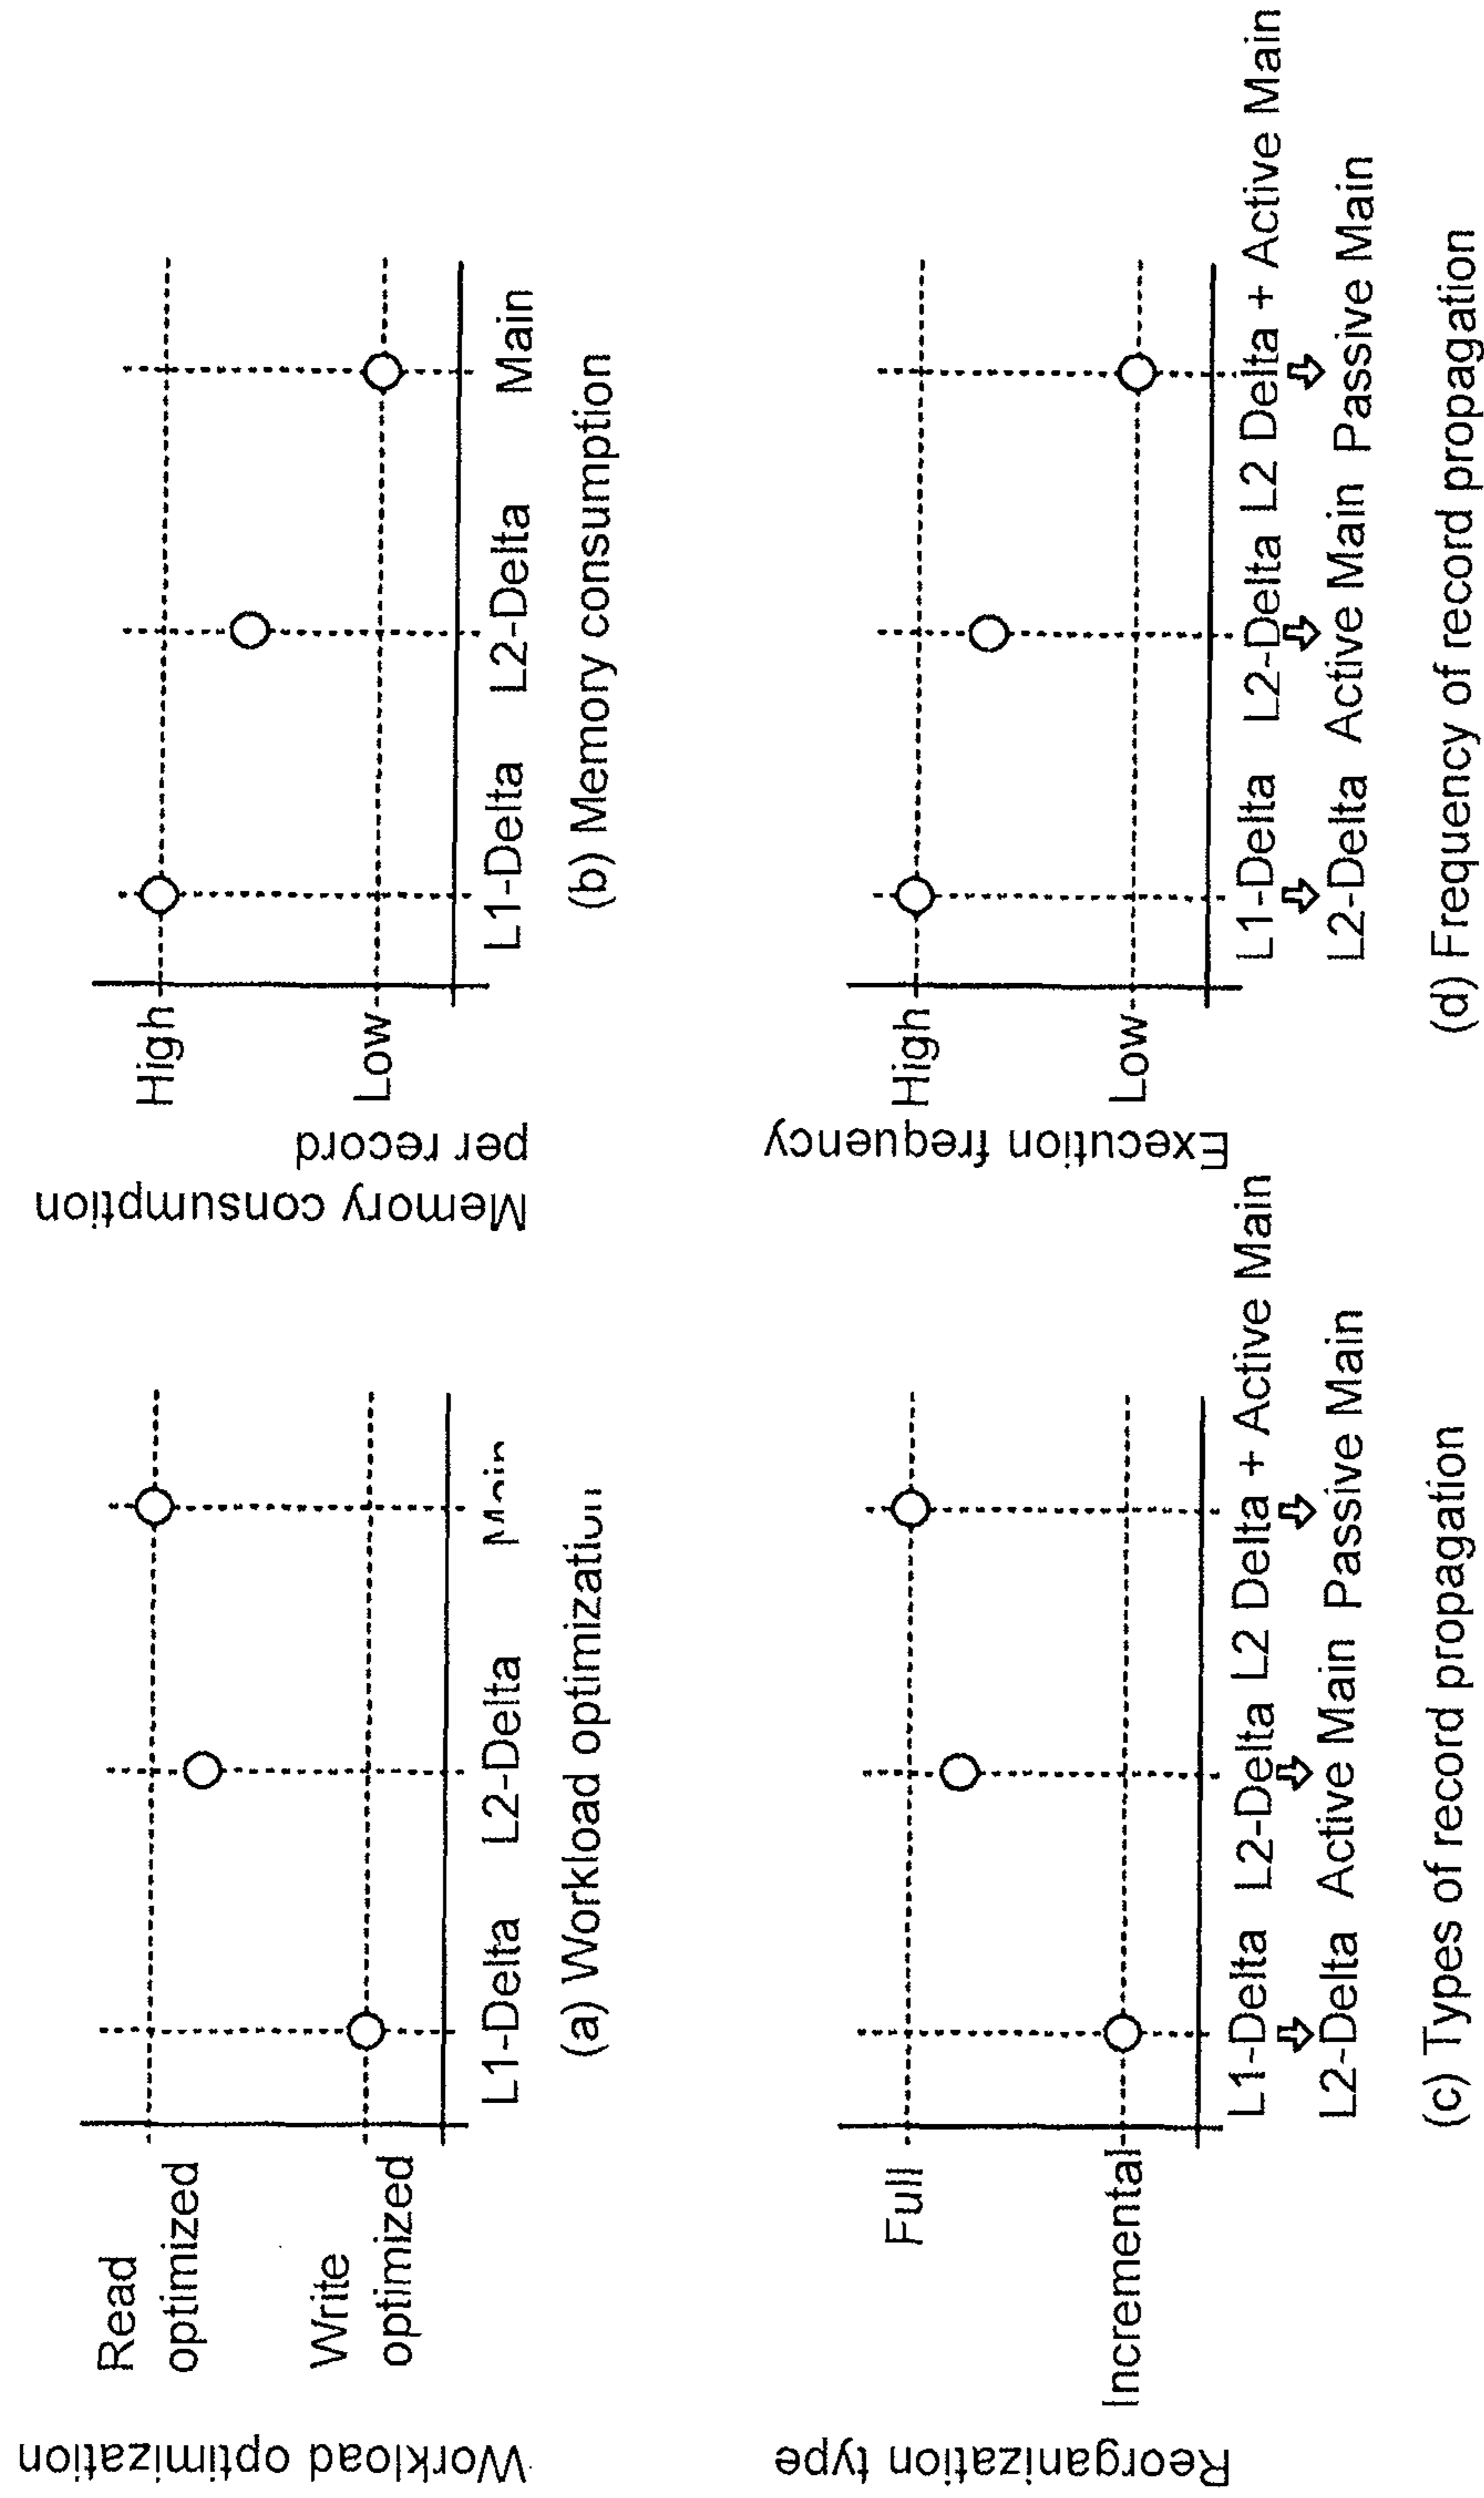 Workload optimization
Read
optimized
Write
optimized
L1-Delta L2-Delta Main
(a) Workload optimization
Memory consumption
per record
High
Low
L1-Delta L2-Delta Main
(b) Memory consumption
Reorganization type
Full
Incremental
L1-Delta L2-Delta L2 Delta + Active Main
L2-Delta Active Main Passive Main
(c) Types of record propagation
Execution frequency
High
Low
L1-Delta L2-Delta L2 Delta + Active Main
L2-Delta Active Main Passive Main
(d) Frequency of record propagation